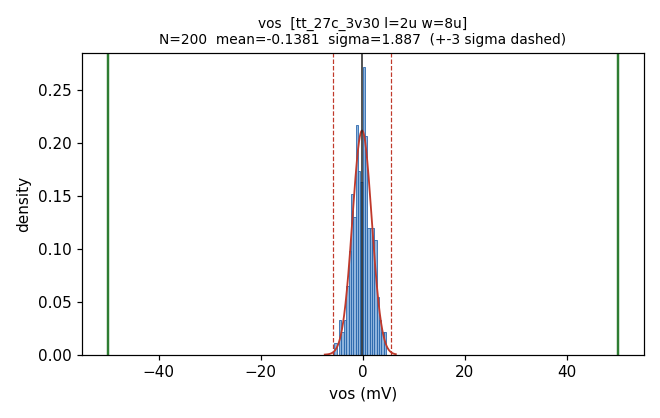 vos  [tt_27c_3v30 l=2u w=8u]
N=200  mean=-0.1381  sigma=1.887  (+-3 sigma dashed)
density
0.25
0.20
0.15
0.10
0.05
0.00
−40
−20
0
20
40
vos (mV)